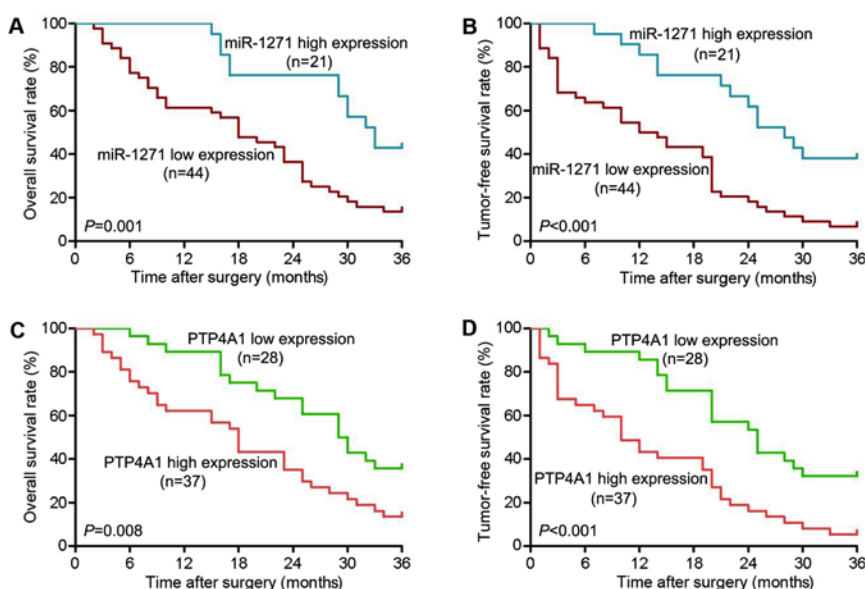 A
Overall survival rate (%)
100
80
60
40
20
0
miR-1271 high expression
(n=21)
miR-1271 low expression
(n=44)
P=0.001
0 6 12 18 24 30 36
Time after surgery (months)
B
Tumor-free survival rate (%)
100
80
60
40
20
0
miR-1271 high expression
(n=21)
miR-1271 low expression
(n=44)
P<0.001
0 6 12 18 24 30 36
Time after surgery (months)
C
Overall survival rate (%)
100
80
60
40
20
0
PTP4A1 low expression
(n=28)
PTP4A1 high expression
(n=37)
P=0.008
0 6 12 18 24 30 36
Time after surgery (months)
D
Tumor-free survival rate (%)
100
80
60
40
20
0
PTP4A1 low expression
(n=28)
PTP4A1 high expression
(n=37)
P<0.001
0 6 12 18 24 30 36
Time after surgery (months)